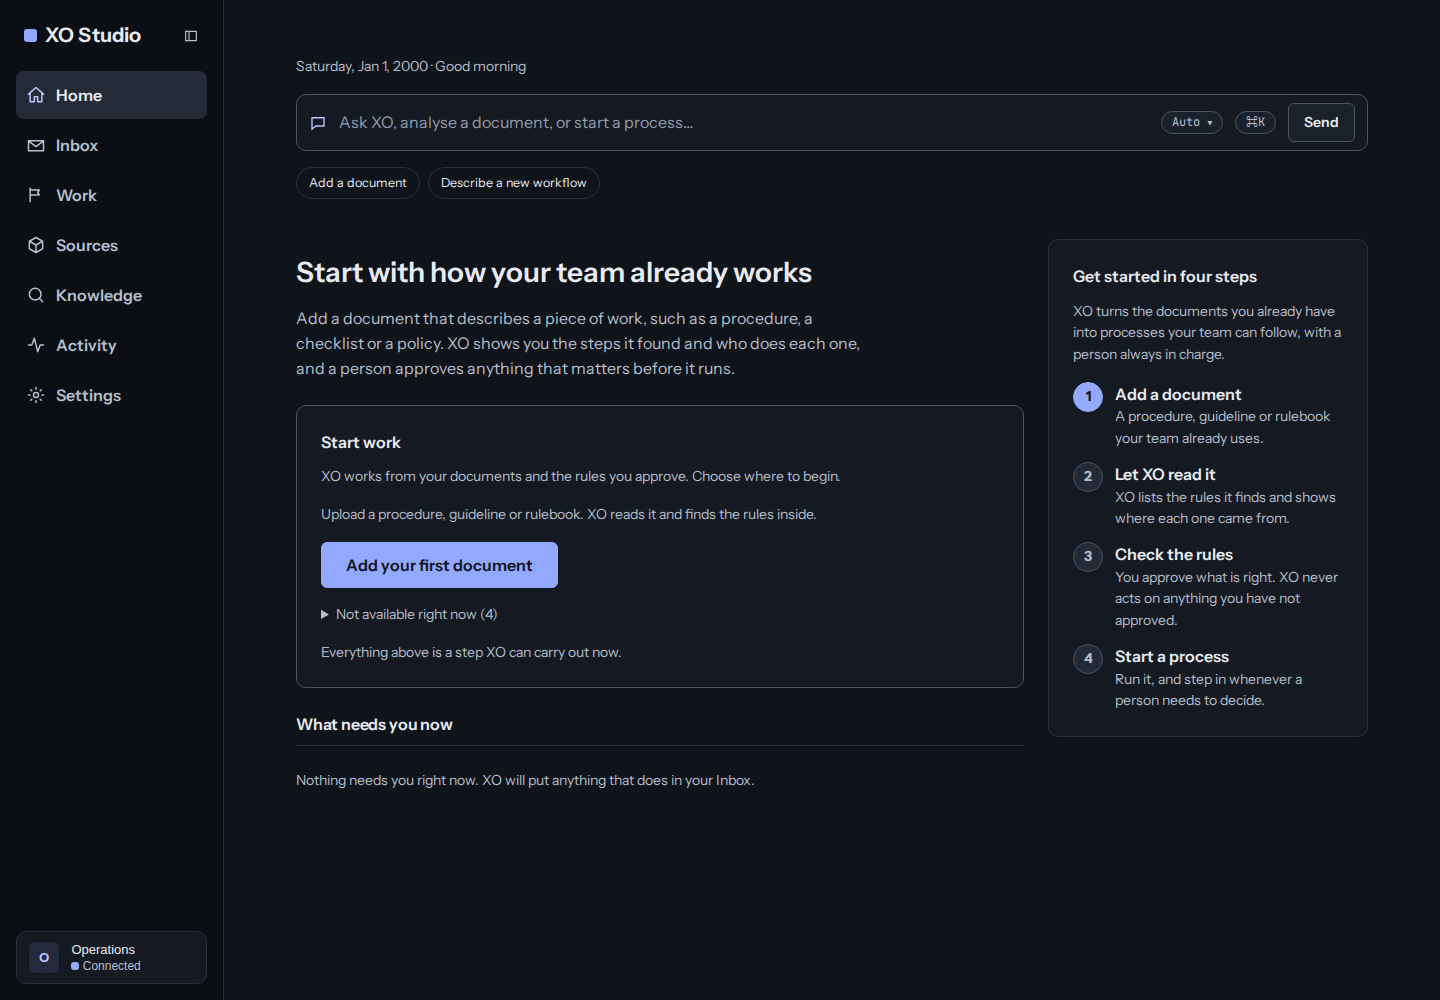 XO Studio
Home
Inbox
Work
Sources
Knowledge
Activity
Settings
O
Operations
Connected
Saturday, Jan 1, 2000 · Good morning
Ask XO, analyse a document, or start a process...
Auto ▾
⌘K
Send
Add a document
Describe a new workflow
Start with how your team already works
Add a document that describes a piece of work, such as a procedure, a
checklist or a policy. XO shows you the steps it found and who does each one,
and a person approves anything that matters before it runs.
Start work
XO works from your documents and the rules you approve. Choose where to begin.
Upload a procedure, guideline or rulebook. XO reads it and finds the rules inside.
Add your first document
▶ Not available right now (4)
Everything above is a step XO can carry out now.
What needs you now
Nothing needs you right now. XO will put anything that does in your Inbox.
Get started in four steps
XO turns the documents you already have
into processes your team can follow, with a
person always in charge.
1 Add a document
A procedure, guideline or rulebook
your team already uses.
2 Let XO read it
XO lists the rules it finds and shows
where each one came from.
3 Check the rules
You approve what is right. XO never
acts on anything you have not
approved.
4 Start a process
Run it, and step in whenever a
person needs to decide.